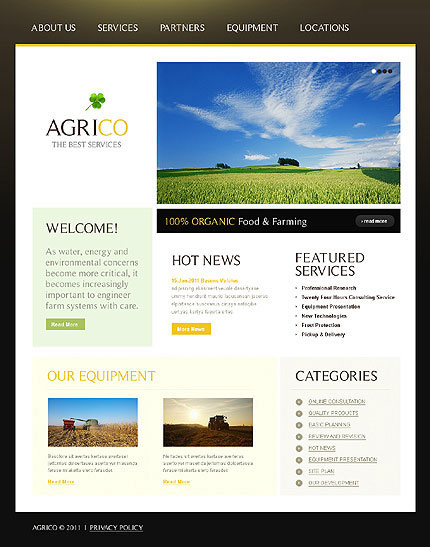 ABOUT US SERVICES PARTNERS EQUIPMENT LOCATIONS
AGRICO
THE BEST SERVICES
100% ORGANIC Food & Farming
read more
WELCOME!
As water, energy and
environmental concerns
become more critical, it
becomes increasingly
important to engineer
farm systems with care.
Read More
HOT NEWS
More News
FEATURED
SERVICES
Professional Research
Twenty Four Hours Consulting Service
Equipment Presentation
New Technologies
Frost Protection
Pickup & Delivery
OUR EQUIPMENT
Read More
Read More
CATEGORIES
ONLINE CONSULTATION
QUALITY PRODUCTS
BASIC PLANNING
REVIEW AND REVISION
HOT NEWS
EQUIPMENT PRESENTATION
SITE PLAN
OUR DEVELOPMENT
AGRICO © 2011 | PRIVACY POLICY